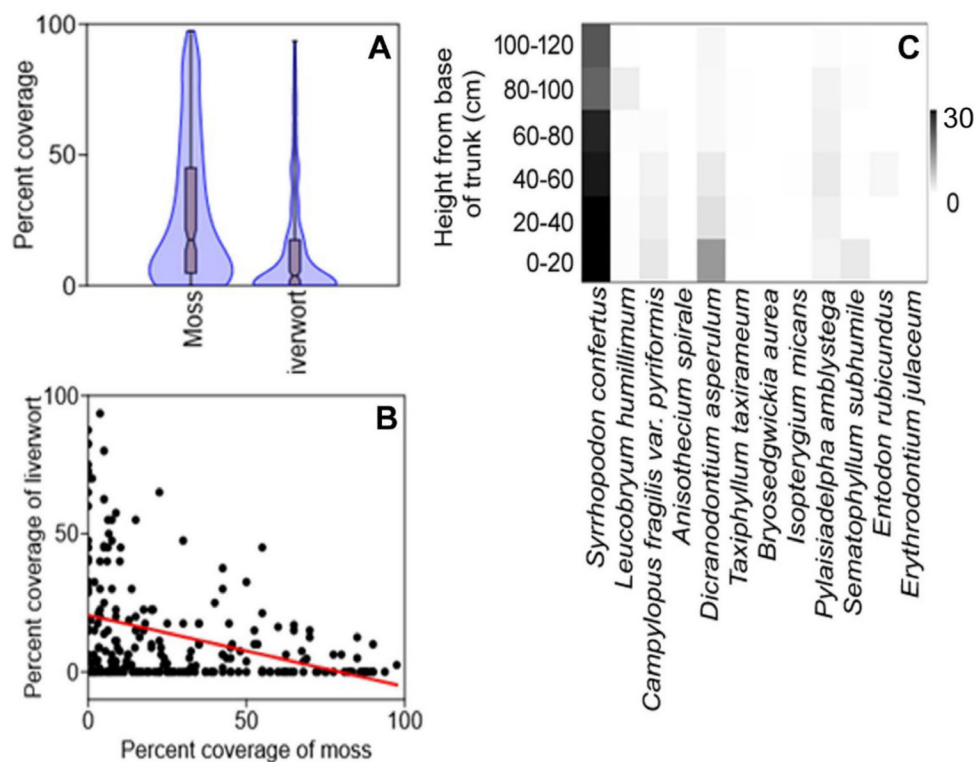 A
100
50
0
Percent coverage
Moss
iverwort
B
100
50
0
Percent coverage of liverwort
0
50
100
Percent coverage of moss
C
Height from base
of trunk (cm)
100-120
80-100
60-80
40-60
20-40
0-20
30
0
Syrrhopodon confertus
Leucobryum humillimum
Campylopus fragilis var. pyriformis
Anisothecium spirale
Dicranodontium asperulum
Taxiphyllum taxirameum
Bryosedgwickia aurea
Isopterygium micans
Pylaisiadelpha amblystega
Sematophyllum subhumile
Entodon rubicundus
Erythrodontium julaceum